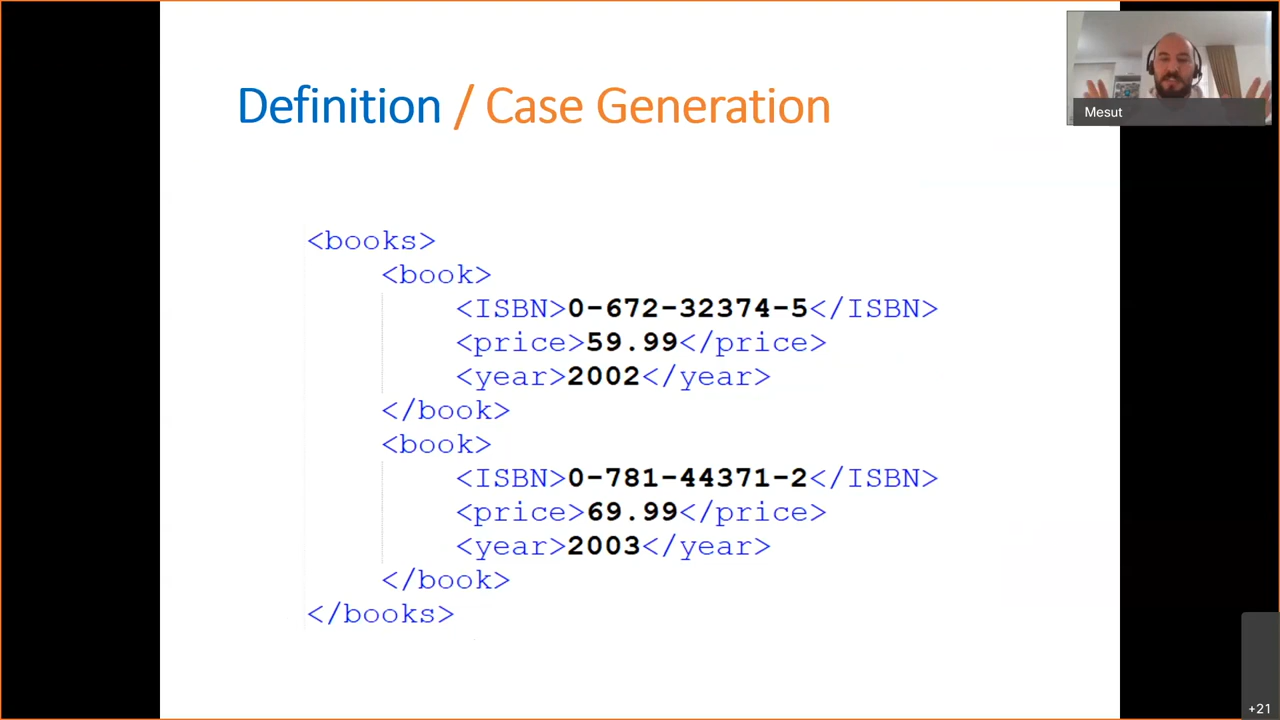 Definition / Case Generation
Mesut
<books>
<book>
<ISBN>0-672-32374-5</ISBN>
<price>59.99</price>
<year>2002</year>
</book>
<book>
<ISBN>0-781-44371-2</ISBN>
<price>69.99</price>
<year>2003</year>
</book>
</books>
+21